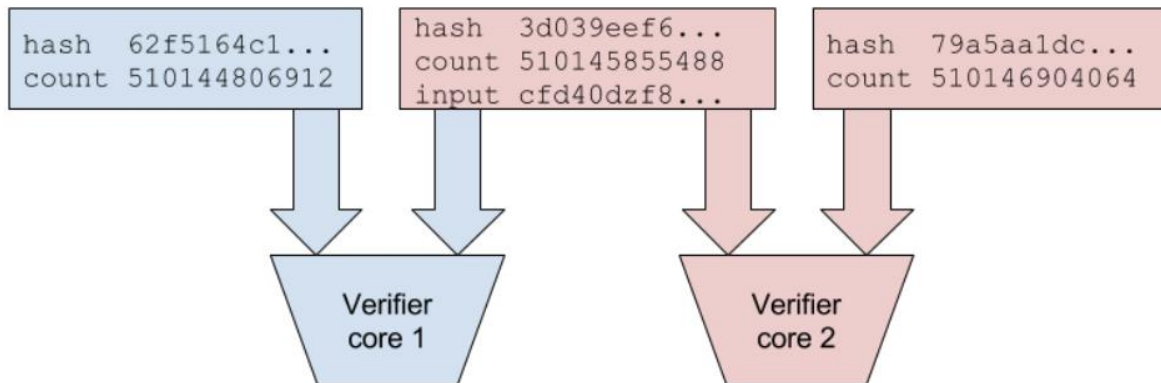 hash 62f5164c1...
count 510144806912
hash 3d039eef6...
count 510145855488
input cfd40dzf8...
hash 79a5aa1dc...
count 510146904064
Verifier
core 1
Verifier
core 2